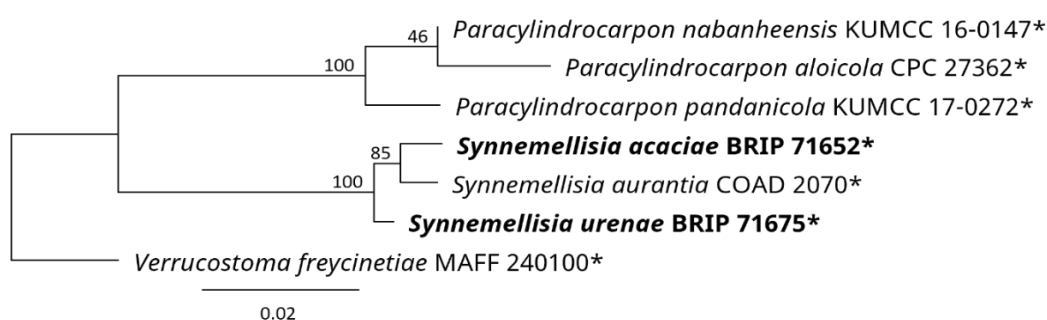 46
Paracylindrocarpon nabanheensis KUMCC 16-0147*
Paracylindrocarpon aloicola CPC 27362*
100
Paracylindrocarpon pandanicola KUMCC 17-0272*
Synnemellisia acaciae BRIP 71652*
85
Synnemellisia aurantia COAD 2070*
100
Synnemellisia urenae BRIP 71675*
Verrucostoma freycinetiae MAFF 240100*
0.02